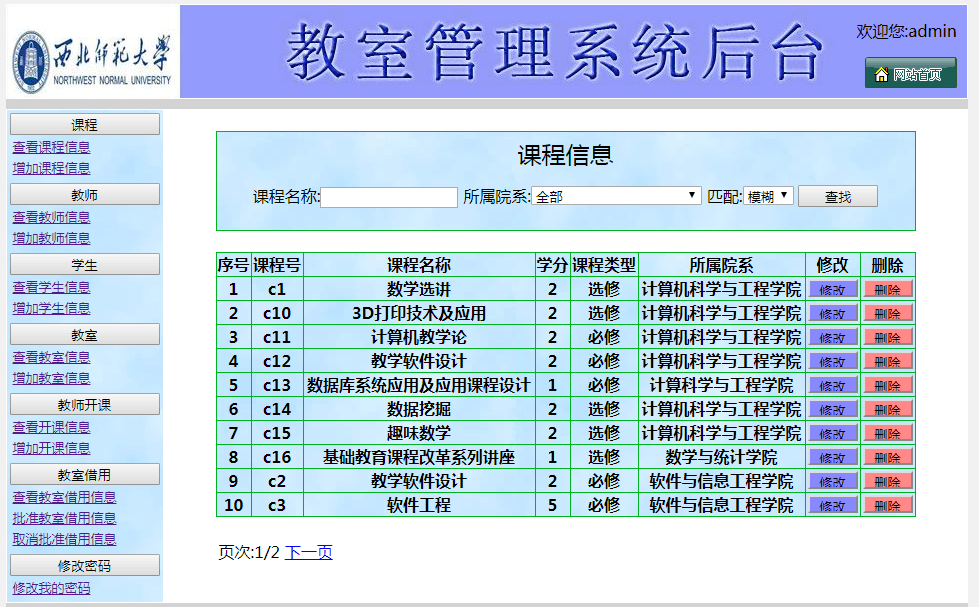 西北师范大学
NORTHWEST NORMAL UNIVERSITY
教室管理系统后台
欢迎您:admin
网站首页
课程
查看课程信息
增加课程信息
教师
查看教师信息
增加教师信息
学生
查看学生信息
增加学生信息
教室
查看教室信息
增加教室信息
教师开课
查看开课信息
增加开课信息
教室借用
查看教室借用信息
批准教室借用信息
取消批准借用信息
修改密码
修改我的密码
课程信息
课程名称: 所属院系: 全部 匹配: 模糊 查找
序号 课程号 课程名称 学分 课程类型 所属院系 修改 删除
1 c1 数学选讲 2 选修 计算机科学与工程学院 修改 删除
2 c10 3D打印技术及应用 2 选修 计算机科学与工程学院 修改 删除
3 c11 计算机教学论 2 必修 计算机科学与工程学院 修改 删除
4 c12 教学软件设计 2 必修 计算机科学与工程学院 修改 删除
5 c13 数据库系统应用及应用课程设计 1 必修 计算科学与工程学院 修改 删除
6 c14 数据挖掘 2 选修 计算机科学与工程学院 修改 删除
7 c15 趣味数学 2 选修 计算机科学与工程学院 修改 删除
8 c16 基础教育课程改革系列讲座 1 选修 数学与统计学院 修改 删除
9 c2 教学软件设计 2 必修 软件与信息工程学院 修改 删除
10 c3 软件工程 5 必修 软件与信息工程学院 修改 删除
页次:1/2 下一页